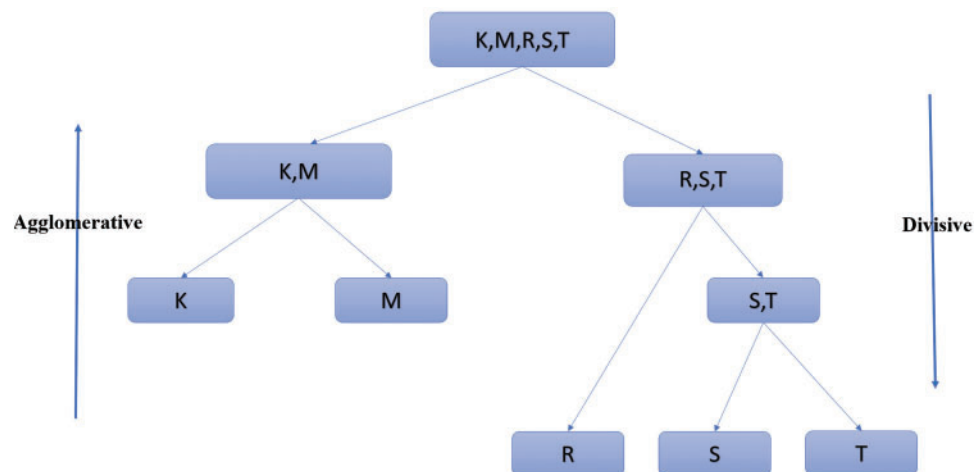 K,M,R,S,T
K,M
R,S,T
Agglomerative
Divisive
K
M
S,T
R
S
T